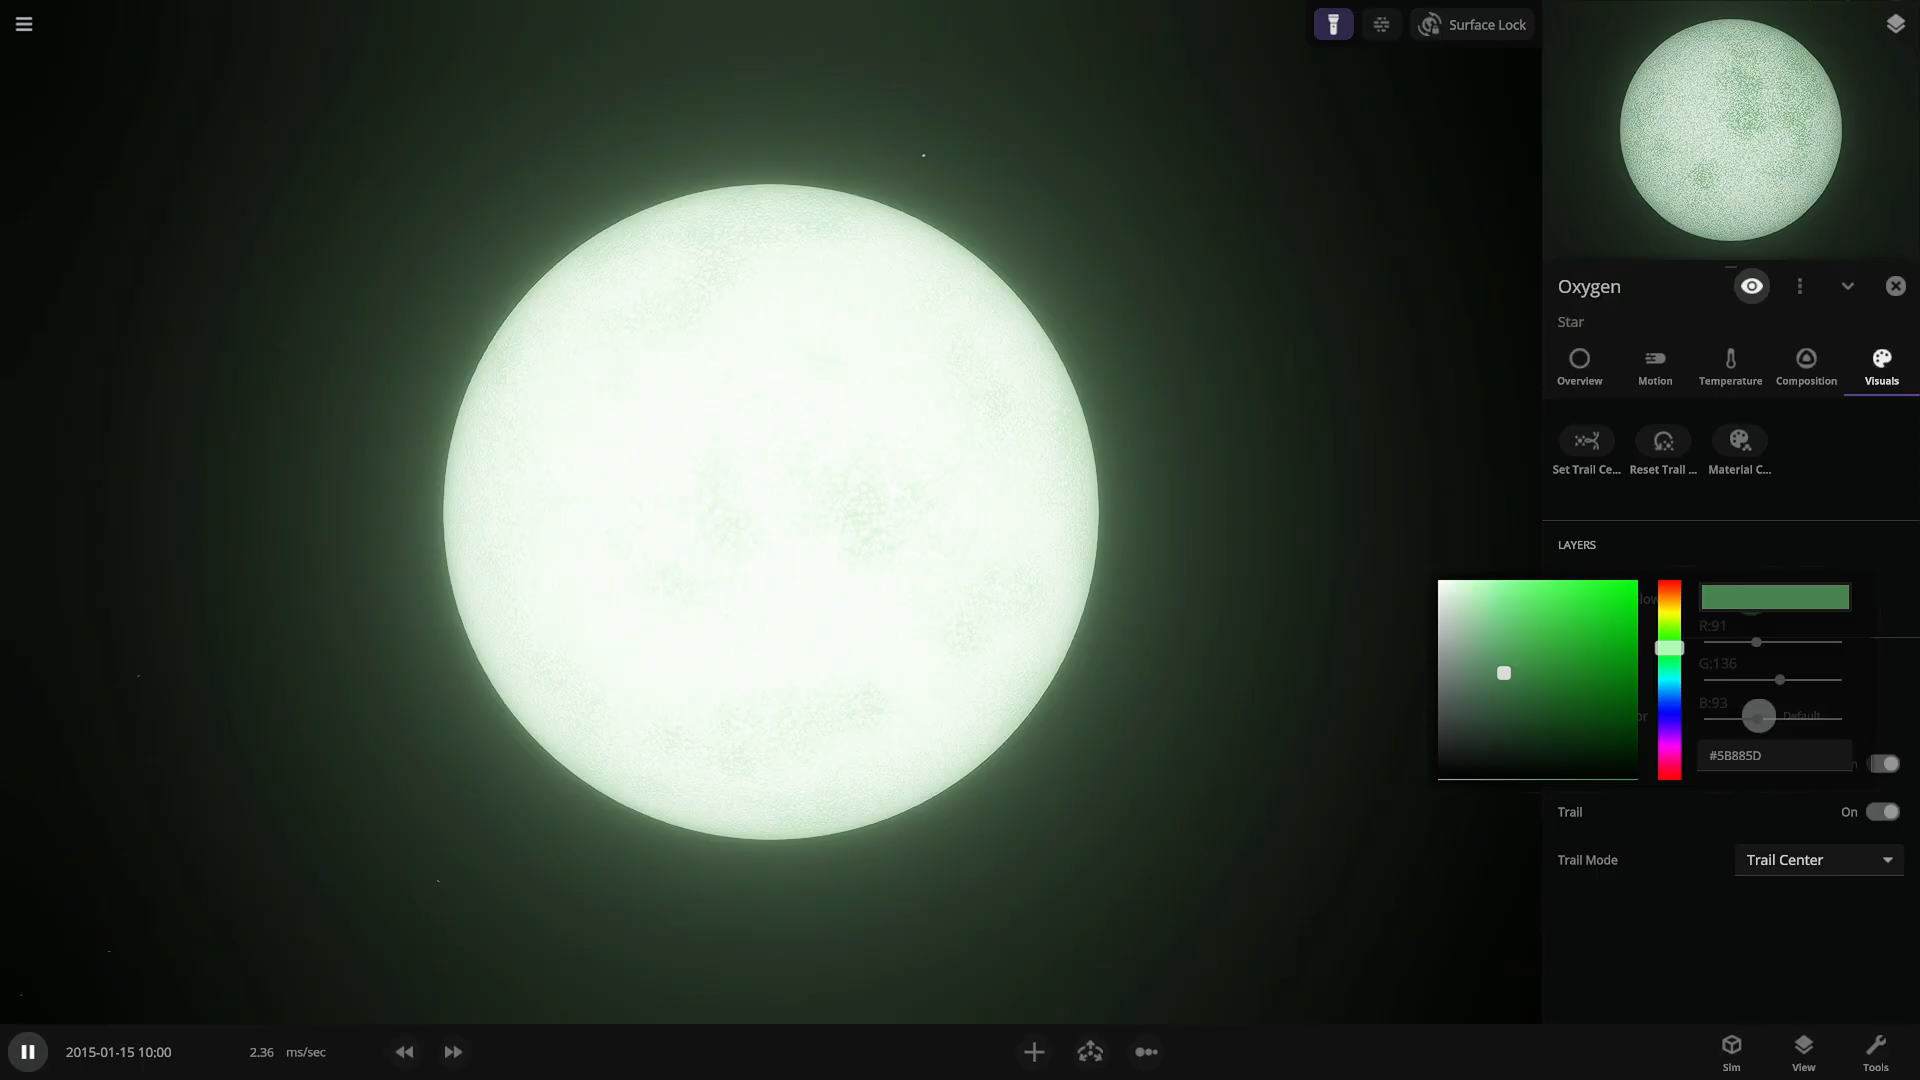 Surface Lock
Oxygen
Star
Overview
Motion
Temperature
Composition
Visuals
Set Trail Ce...
Reset Trail ...
Material C...
LAYERS
R:91
G:136
B:93
Default
#5B885D
Trail
On
Trail Mode
Trail Center
2015-01-15 10:00
2.36 ms/sec
Sim
View
Tools